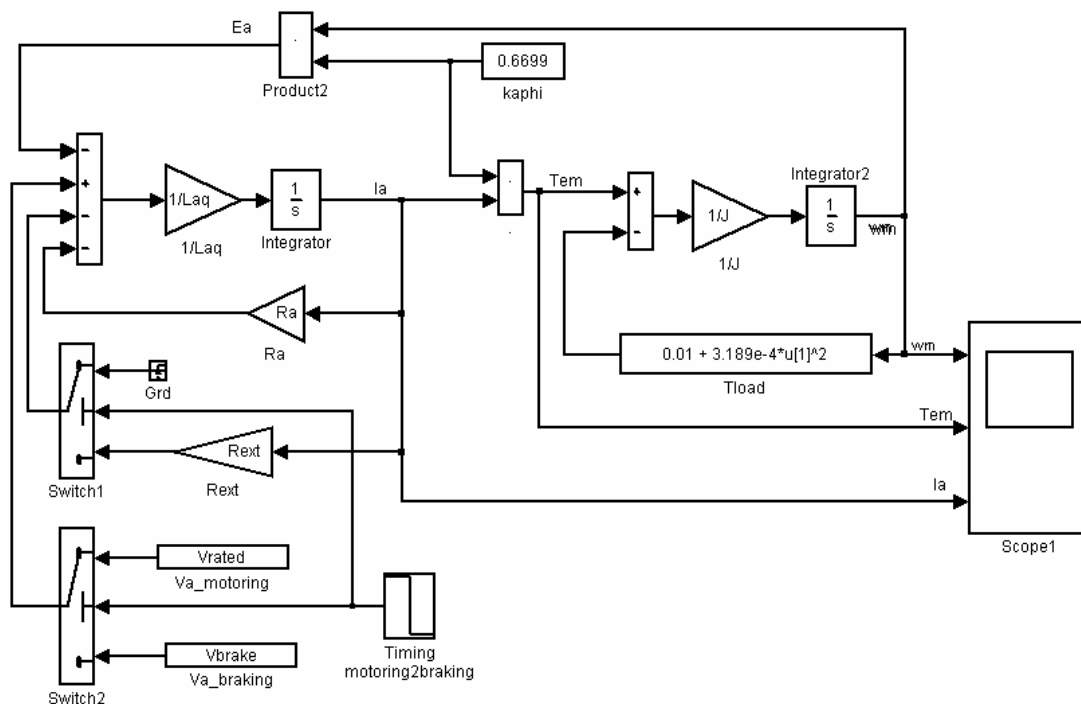 Ea
Product2
0.6699
kaphi
-
+
-
-
1/Laq
1/Laq
1
s
Integrator
Ia
.
.
Tem
+
-
1/J
1/J
Integrator2
1
s
wm
Ra
Ra
0.01 + 3.189e-4*u[1]^2
Tload
wm
Tem
Ia
Scope1
Grd
Switch1
Rext
Rext
Vrated
Va_motoring
Vbrake
Va_braking
Switch2
Timing
motoring2braking